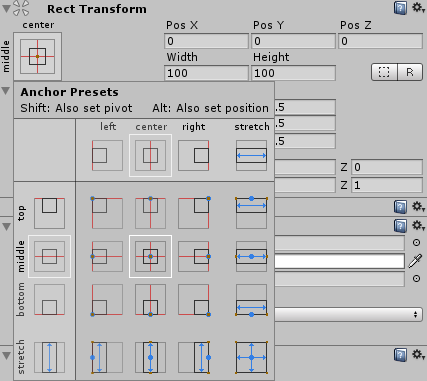 Rect Transform
center
middle
Pos X Pos Y Pos Z
0 0 0
Width Height
100 100
R
Anchor Presets
Shift: Also set pivot Alt: Also set position
left center right stretch
top
middle
bottom
stretch
.5
.5
.5
Z 0
Z 1